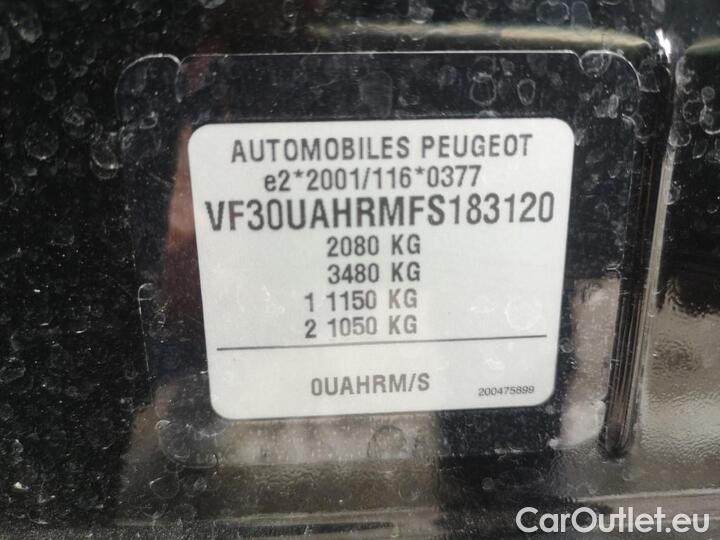 AUTOMOBILES PEUGEOT
e2*2001/116*0377
VF30UAHRMFS183120
2080 KG
3480 KG
1 1150 KG
2 1050 KG
0UAHRM/S
200475899
CarOutlet.eu